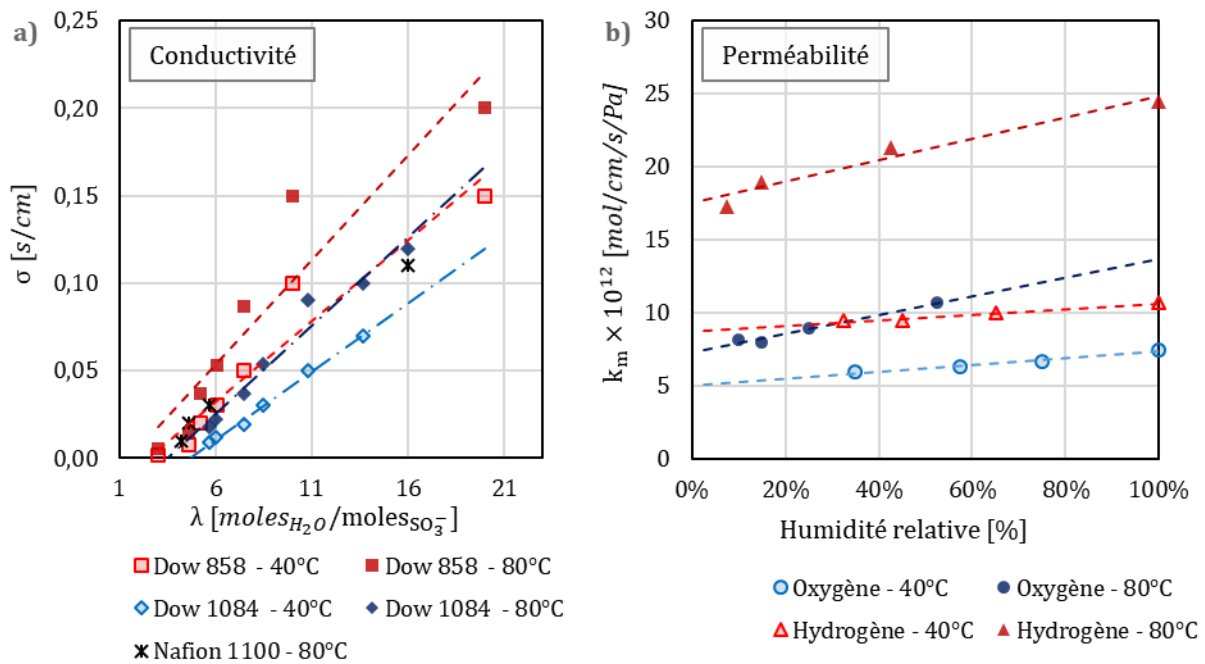 a)
Conductivité
0,25
0,20
0,15
0,10
0,05
0,00
σ [s/cm]
1 6 11 16 21
λ [moles_H₂O/moles_SO₃⁻]
Dow 858 - 40°C
Dow 858 - 80°C
Dow 1084 - 40°C
Dow 1084 - 80°C
Nafion 1100 - 80°C
b)
Perméabilité
30
25
20
15
10
5
0
k_m × 10¹² [mol/cm/s/Pa]
0% 20% 40% 60% 80% 100%
Humidité relative [%]
Oxygène - 40°C
Oxygène - 80°C
Hydrogène - 40°C
Hydrogène - 80°C